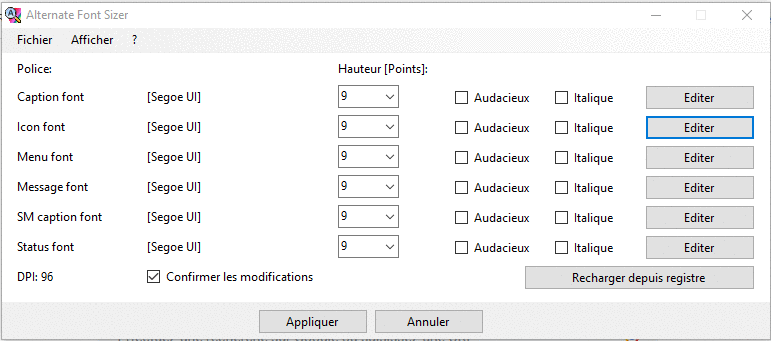 Alternate Font Sizer
Fichier Afficher ?
Police: Hauteur [Points]:
Caption font [Segoe UI] 9 Audacieux Italique Editer
Icon font [Segoe UI] 9 Audacieux Italique Editer
Menu font [Segoe UI] 9 Audacieux Italique Editer
Message font [Segoe UI] 9 Audacieux Italique Editer
SM caption font [Segoe UI] 9 Audacieux Italique Editer
Status font [Segoe UI] 9 Audacieux Italique Editer
DPI: 96 Confirmer les modifications Recharger depuis registre
Appliquer Annuler